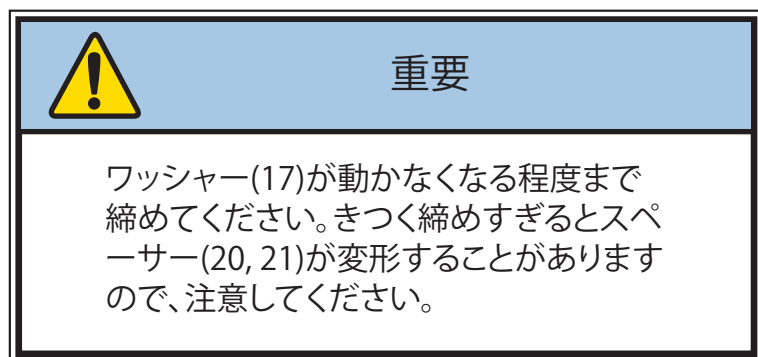 重要
ワッシャー(17)が動かなくなる程度まで
締めてください。きつく締めすぎるとスペ
ーサー(20, 21)が変形することがあります
ので、注意してください。